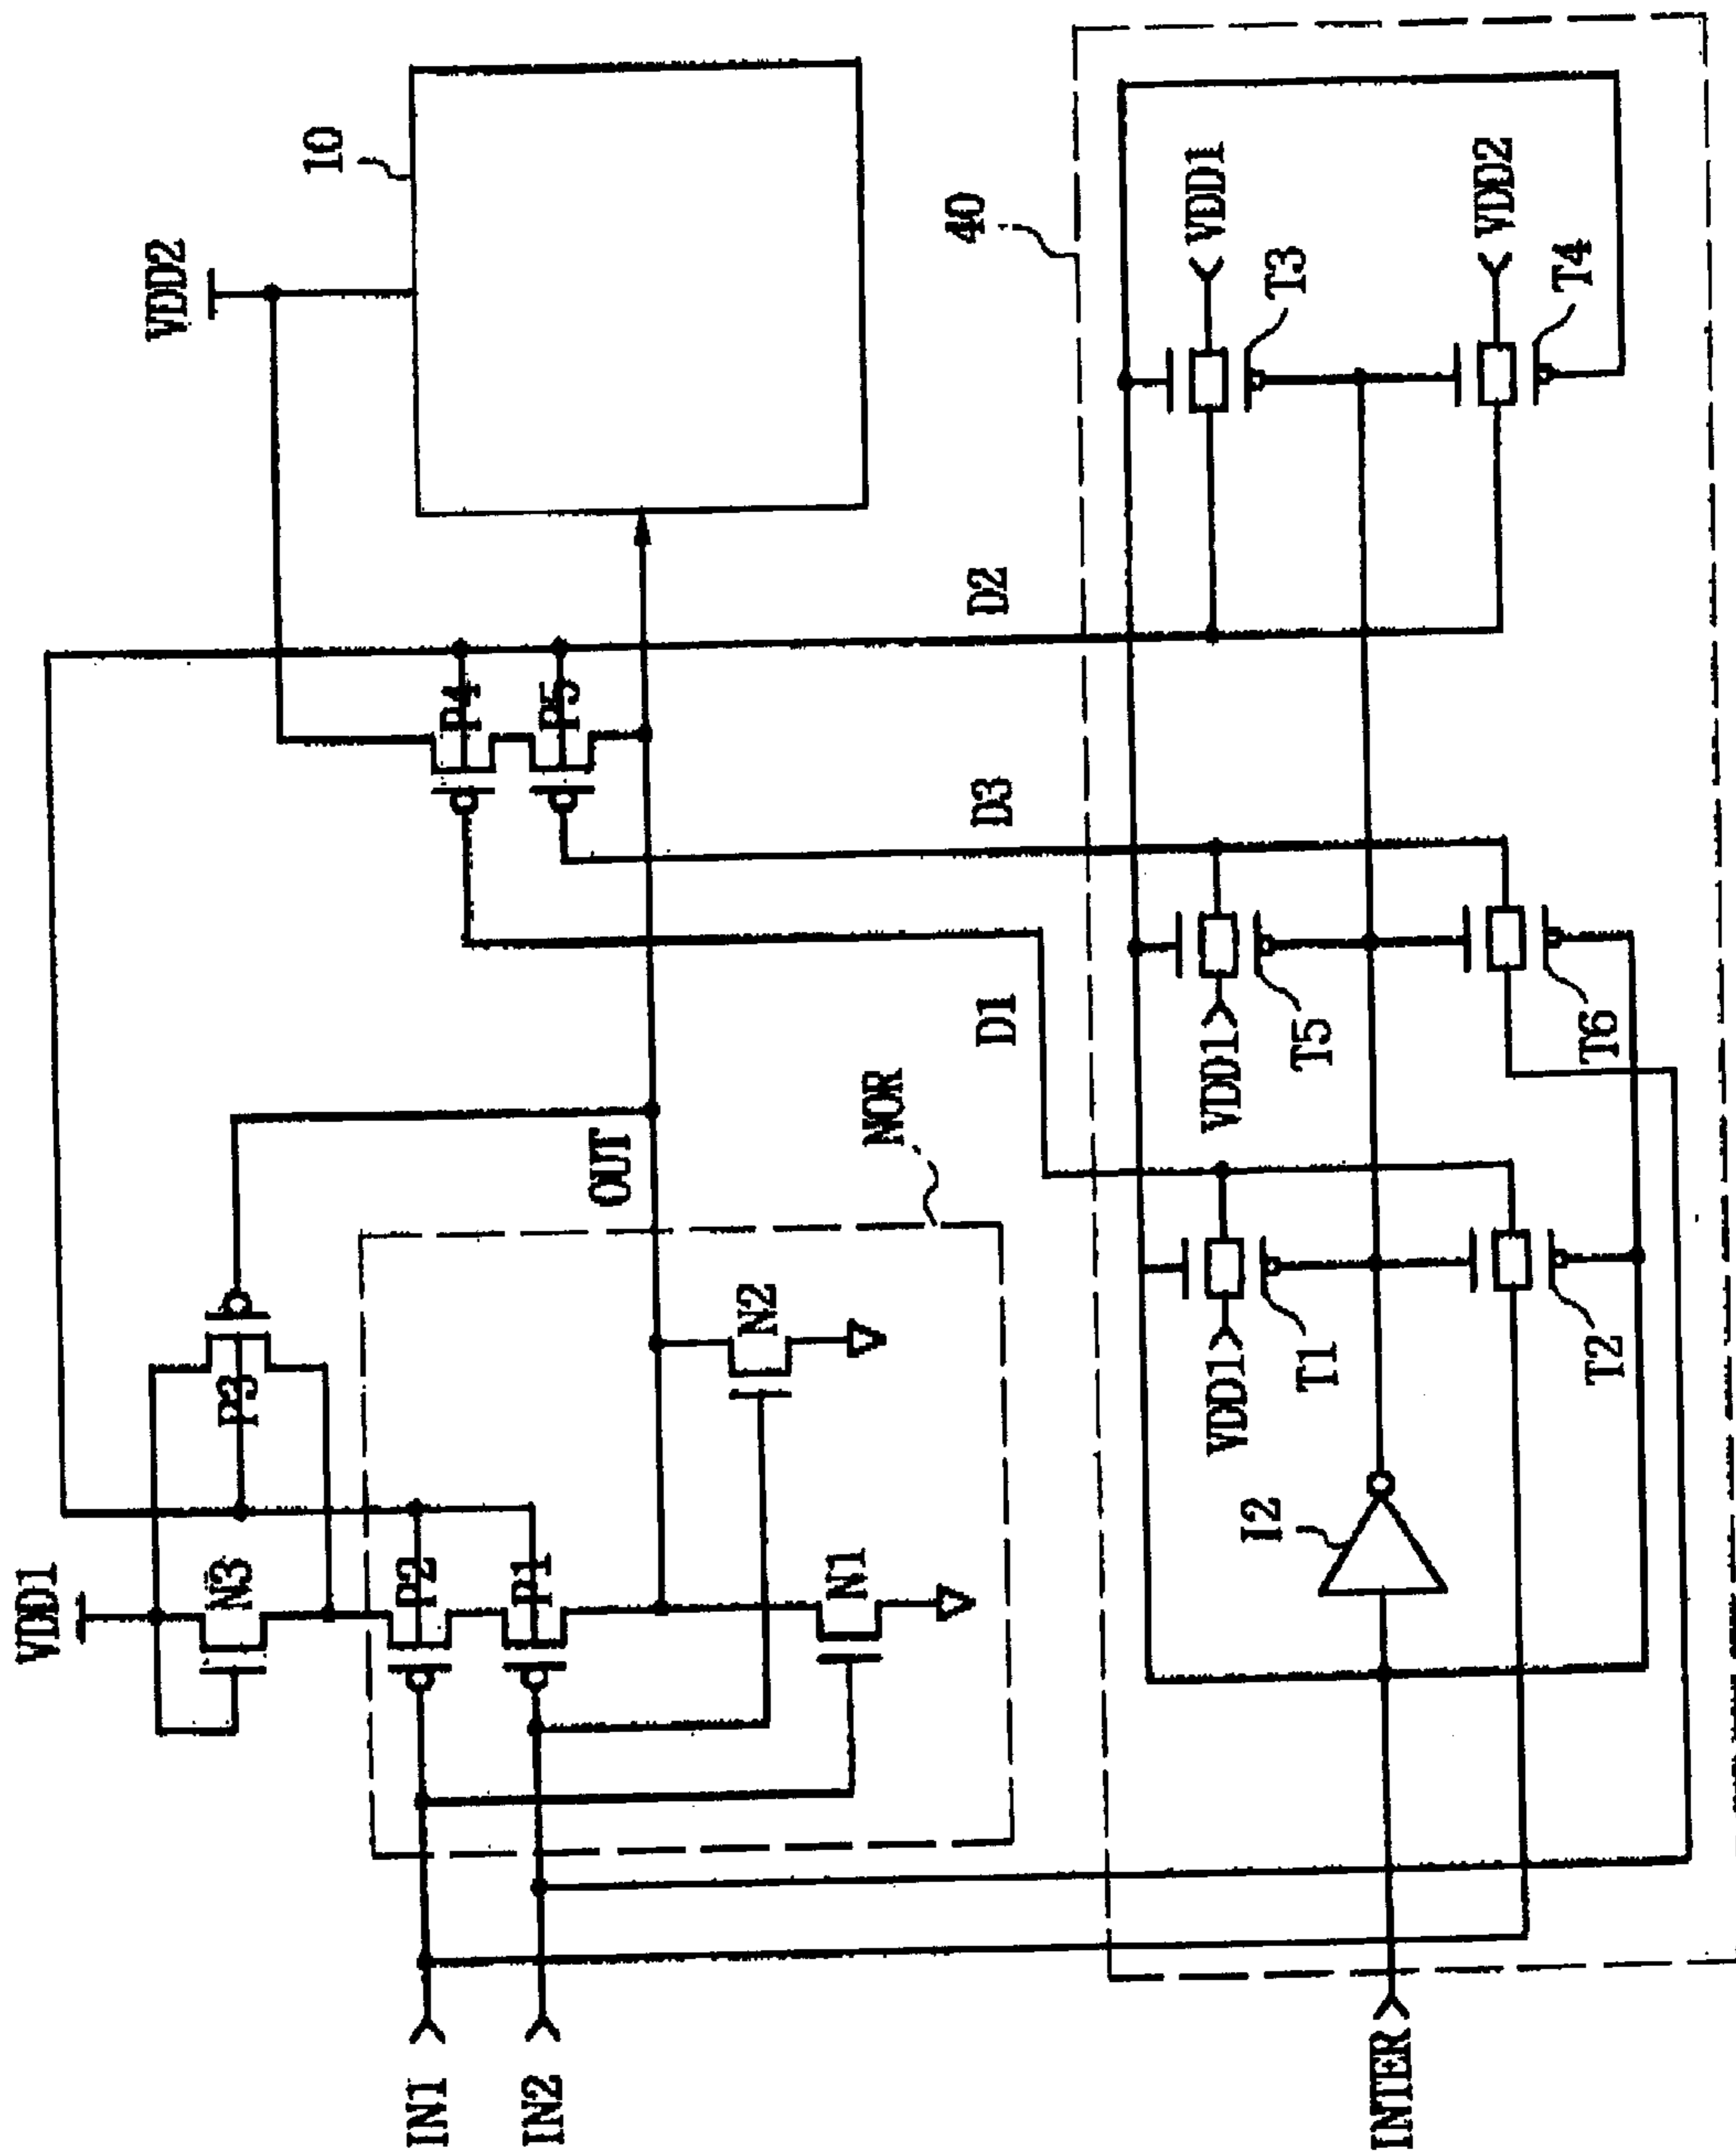 VDD1
N3
P3
P2
P1
N1
N2
NOR
OUT
IN1
IN2
VDD2
P4
P5
10
D1
D3
D2
40
INTER
I2
VDD1
T1
T2
VDD1
T5
T6
VDD1
T3
VDD2
T4